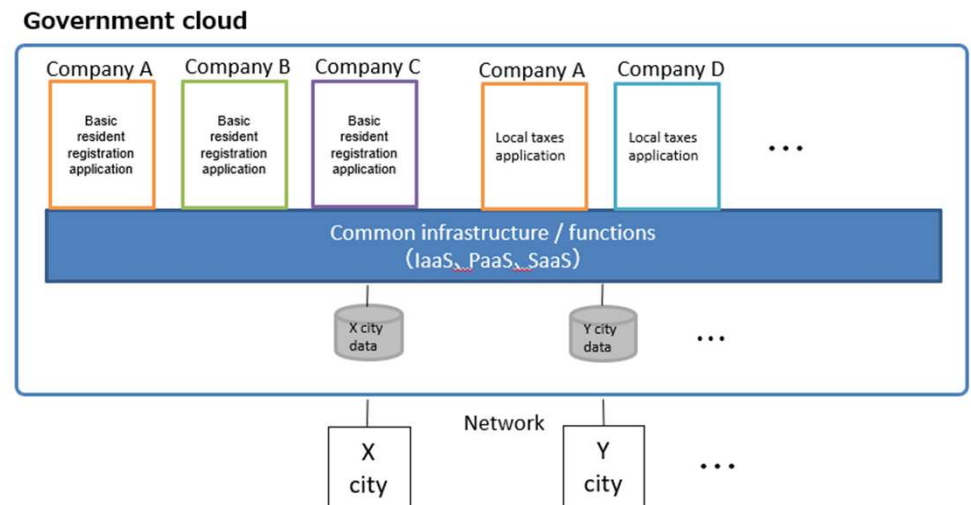 Government cloud
Company A
Company B
Company C
Company A
Company D
Basic
resident
registration
application
Basic
resident
registration
application
Basic
resident
registration
application
Local taxes
application
Local taxes
application
...
Common infrastructure / functions
（IaaS、PaaS、SaaS）
X city
data
Y city
data
...
Network
X
city
Y
city
...